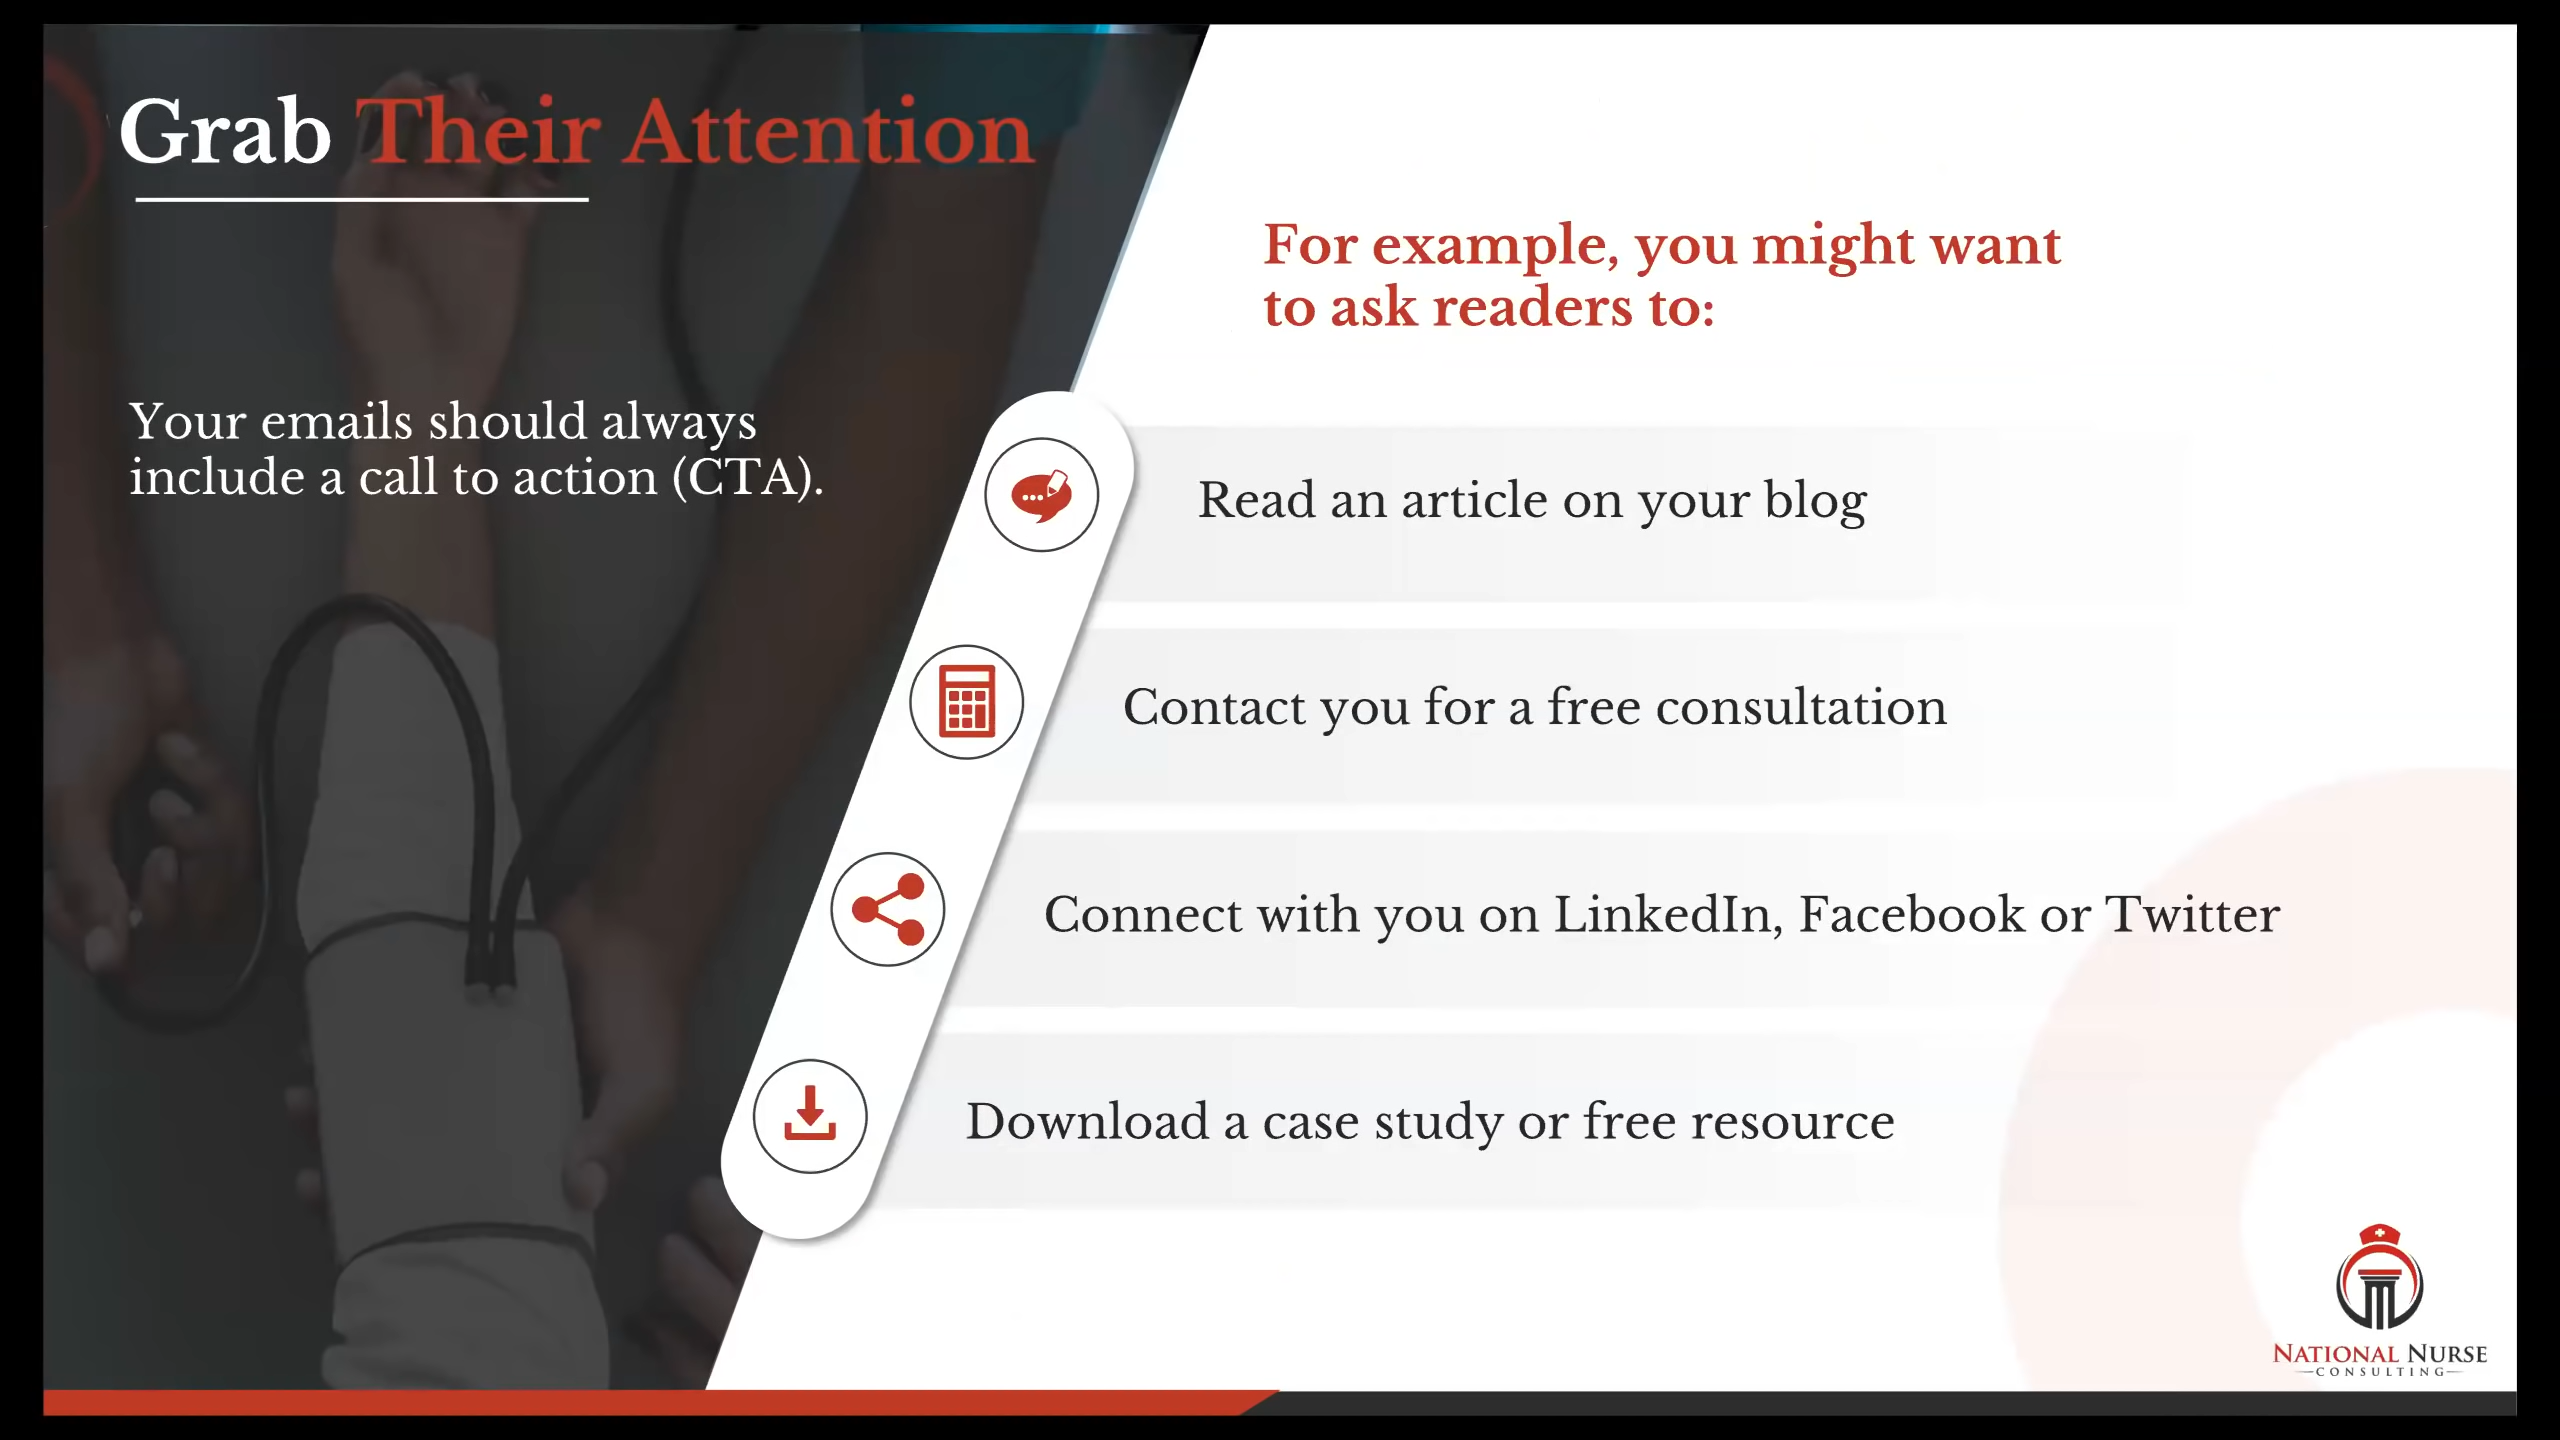 Grab Their Attention
Your emails should always
include a call to action (CTA).
For example, you might want
to ask readers to:
Read an article on your blog
Contact you for a free consultation
Connect with you on LinkedIn, Facebook or Twitter
Download a case study or free resource
NATIONAL NURSE
CONSULTING